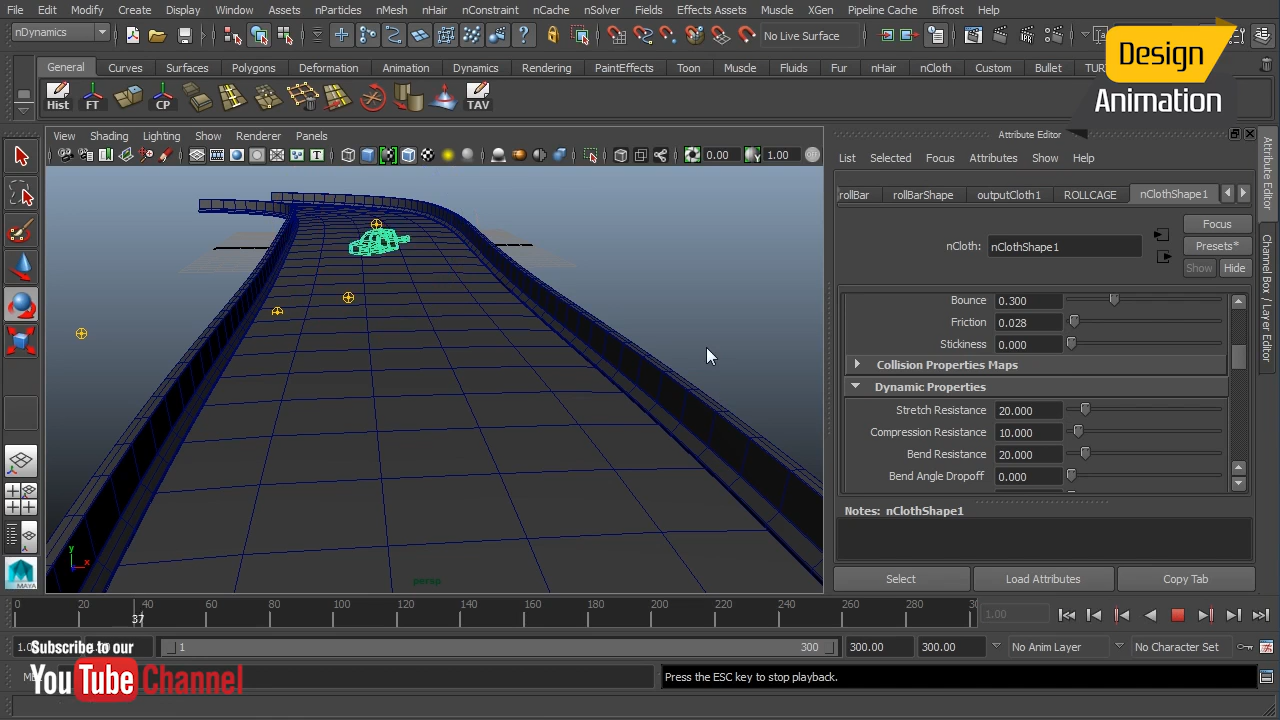 File Edit Modify Create Display Window Assets nParticles nMesh nHair nConstraint nCache nSolver Fields Effects Assets Muscle XGen Pipeline Cache Bifrost Help
nDynamics
No Live Surface
General Curves Surfaces Polygons Deformation Animation Dynamics Rendering PaintEffects Toon Muscle Fluids Fur nHair nCloth Custom Bullet TUR
Hist FT CP TAV
Design
Animation
View Shading Lighting Show Renderer Panels
0.00 1.00
persp
y
x
MAYA
Attribute Editor
List Selected Focus Attributes Show Help
rollBar rollBarShape outputCloth1 ROLLCAGE nClothShape1
Focus
nCloth: nClothShape1
Presets*
Show Hide
Bounce 0.300
Friction 0.028
Stickiness 0.000
Collision Properties Maps
Dynamic Properties
Stretch Resistance 20.000
Compression Resistance 10.000
Bend Resistance 20.000
Bend Angle Dropoff 0.000
Notes: nClothShape1
Select Load Attributes Copy Tab
Attribute Editor
Channel Box / Layer Editor
0 20 40 60 80 100 120 140 160 180 200 220 240 260 280
37
1.00
1 300 300.00 300.00 No Anim Layer No Character Set
Press the ESC key to stop playback.
Subscribe to our
YouTube Channel